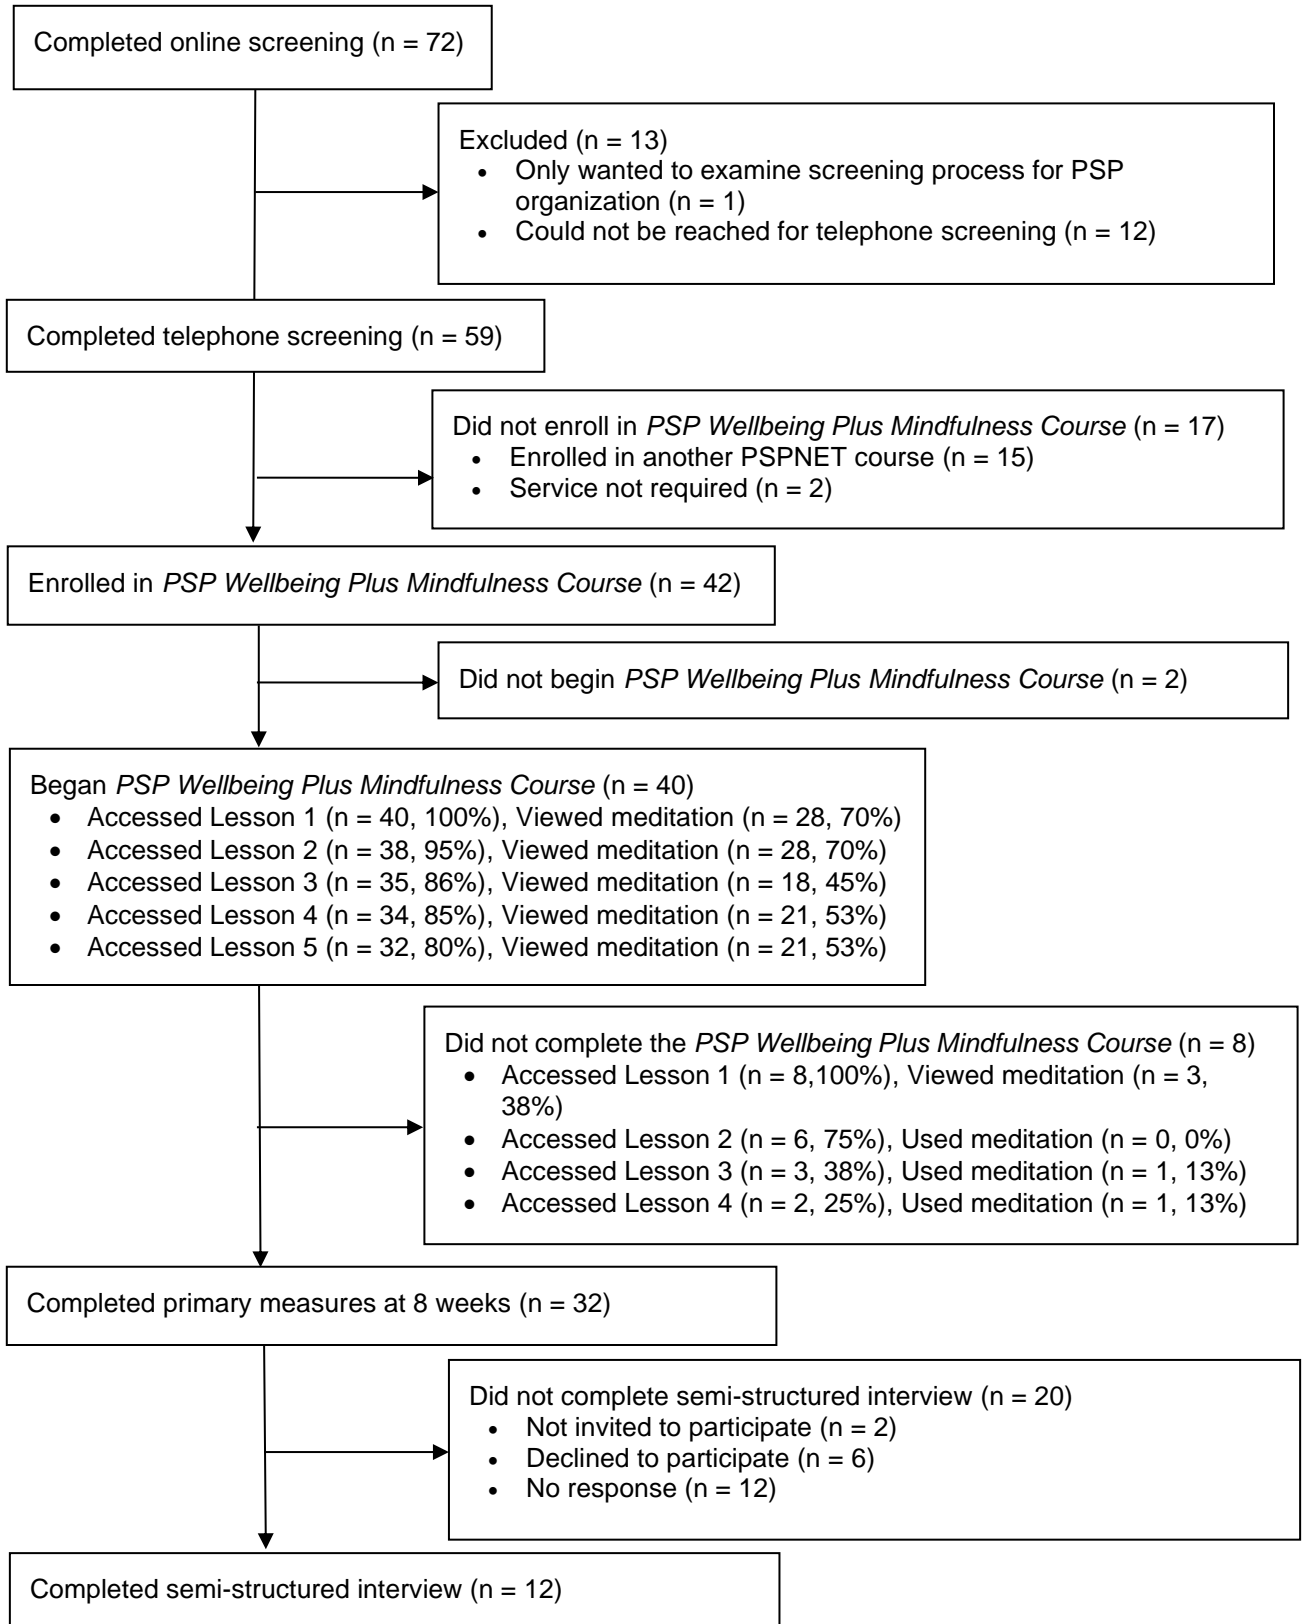 Completed online screening (n = 72)
Excluded (n = 13)
• Only wanted to examine screening process for PSP
organization (n = 1)
• Could not be reached for telephone screening (n = 12)
Completed telephone screening (n = 59)
Did not enroll in PSP Wellbeing Plus Mindfulness Course (n = 17)
• Enrolled in another PSPNET course (n = 15)
• Service not required (n = 2)
Enrolled in PSP Wellbeing Plus Mindfulness Course (n = 42)
Did not begin PSP Wellbeing Plus Mindfulness Course (n = 2)
Began PSP Wellbeing Plus Mindfulness Course (n = 40)
• Accessed Lesson 1 (n = 40, 100%), Viewed meditation (n = 28, 70%)
• Accessed Lesson 2 (n = 38, 95%), Viewed meditation (n = 28, 70%)
• Accessed Lesson 3 (n = 35, 86%), Viewed meditation (n = 18, 45%)
• Accessed Lesson 4 (n = 34, 85%), Viewed meditation (n = 21, 53%)
• Accessed Lesson 5 (n = 32, 80%), Viewed meditation (n = 21, 53%)
Did not complete the PSP Wellbeing Plus Mindfulness Course (n = 8)
• Accessed Lesson 1 (n = 8,100%), Viewed meditation (n = 3,
38%)
• Accessed Lesson 2 (n = 6, 75%), Used meditation (n = 0, 0%)
• Accessed Lesson 3 (n = 3, 38%), Used meditation (n = 1, 13%)
• Accessed Lesson 4 (n = 2, 25%), Used meditation (n = 1, 13%)
Completed primary measures at 8 weeks (n = 32)
Did not complete semi-structured interview (n = 20)
• Not invited to participate (n = 2)
• Declined to participate (n = 6)
• No response (n = 12)
Completed semi-structured interview (n = 12)